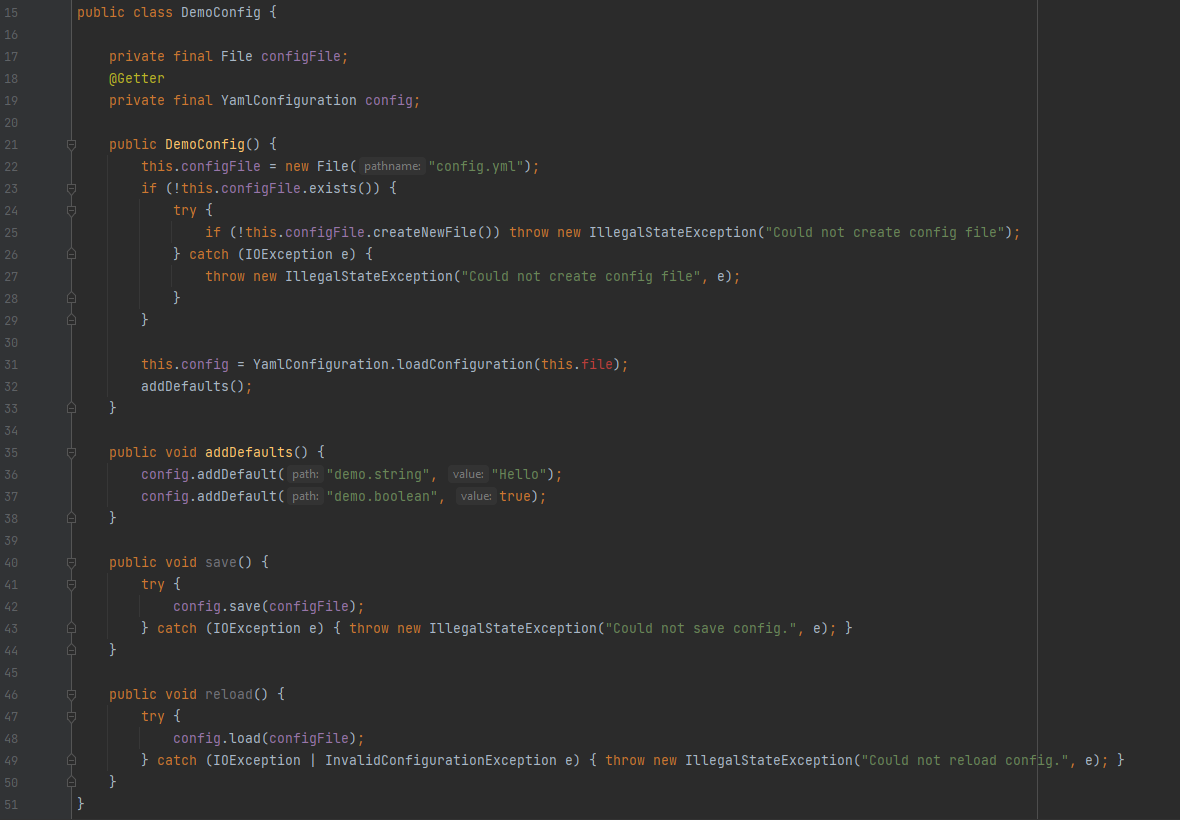 15 public class DemoConfig {
16
17     private final File configFile;
18     @Getter
19     private final YamlConfiguration config;
20
21     public DemoConfig() {
22         this.configFile = new File( pathname: "config.yml");
23         if (!this.configFile.exists()) {
24             try {
25                 if (!this.configFile.createNewFile()) throw new IllegalStateException("Could not create config file");
26             } catch (IOException e) {
27                 throw new IllegalStateException("Could not create config file", e);
28             }
29         }
30
31         this.config = YamlConfiguration.loadConfiguration(this.file);
32         addDefaults();
33     }
34
35     public void addDefaults() {
36         config.addDefault( path: "demo.string", value: "Hello");
37         config.addDefault( path: "demo.boolean", value: true);
38     }
39
40     public void save() {
41         try {
42             config.save(configFile);
43         } catch (IOException e) { throw new IllegalStateException("Could not save config.", e); }
44     }
45
46     public void reload() {
47         try {
48             config.load(configFile);
49         } catch (IOException | InvalidConfigurationException e) { throw new IllegalStateException("Could not reload config.", e); }
50     }
51 }